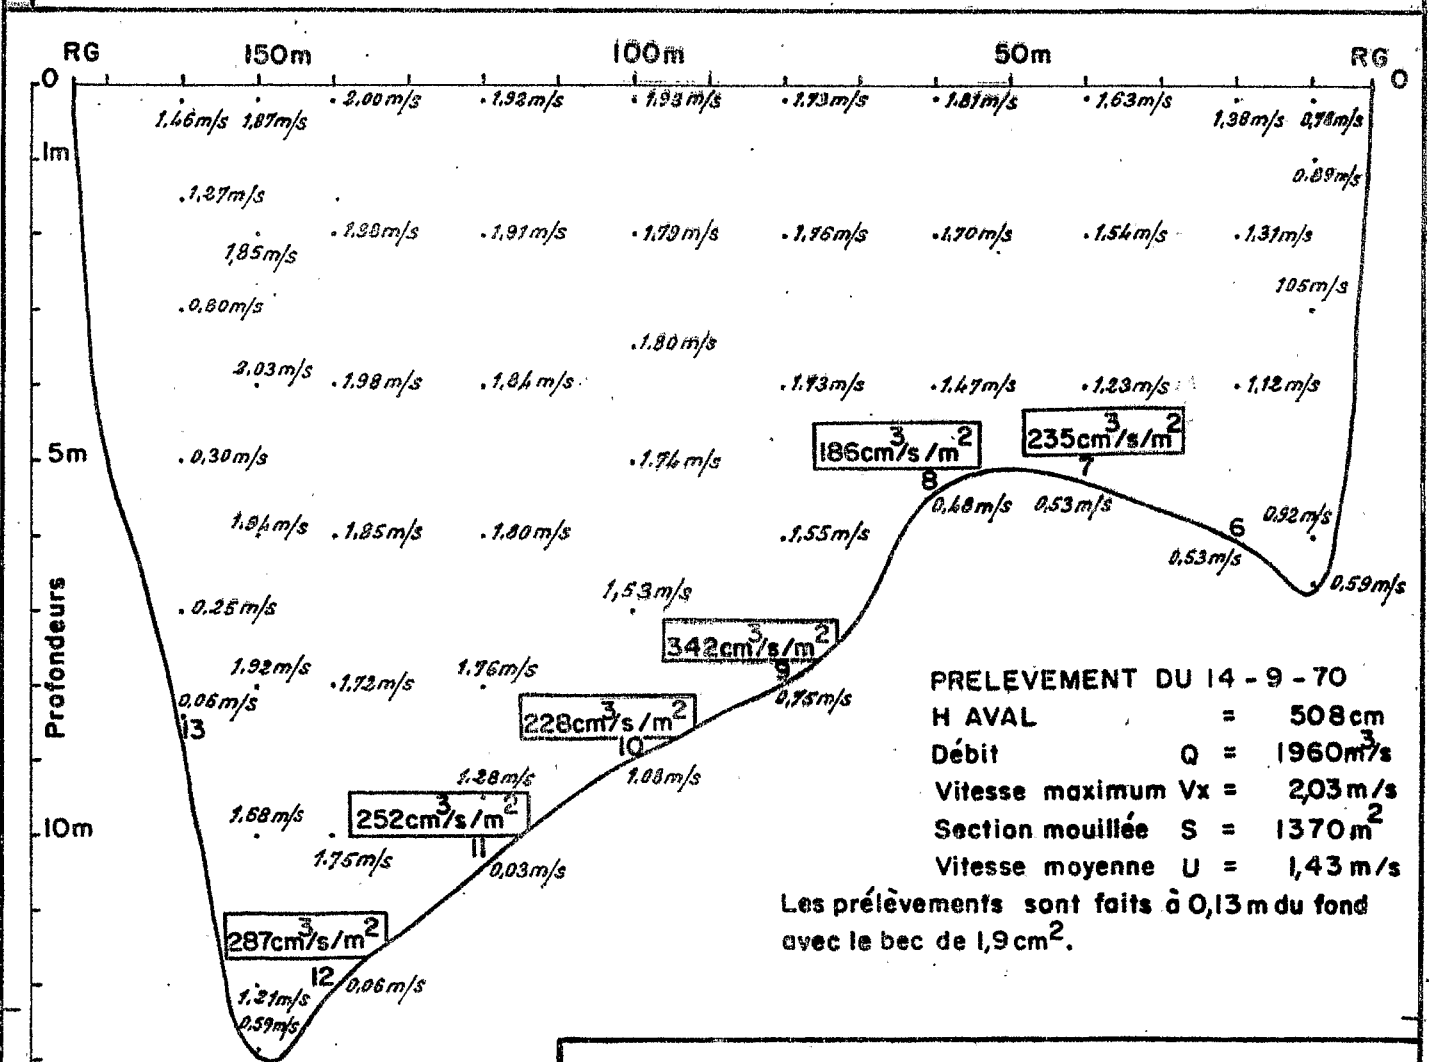 RG 150m 100m 50m RG
0 0
2.00m/s 1.92m/s 1.93m/s 1.73m/s 1.81m/s 1.63m/s
1.46m/s 1,87m/s 1,38m/s 0,78m/s
1m
0.89m/s
1,27m/s
1.98m/s 1,91m/s 1.79m/s 1.76m/s 1.70m/s 1.54m/s 1.31m/s
1,85m/s
105m/s
0,60m/s
1.80m/s
2,03m/s 1.98m/s 1,84m/s 1.73m/s 1.47m/s 1.23m/s 1,12m/s
186cm³/s/m² 235cm³/s/m²
5m 0,30m/s 1.74m/s
8 7
0,48m/s 0,53m/s 0,92m/s
1.94m/s 1.85m/s 1.80m/s 1.55m/s 6
0,53m/s
0.59m/s
0.25m/s 1,53m/s
342cm³/s/m²
1.92m/s 1.72m/s 1.76m/s 9
0,75m/s
0,06m/s
13
228cm³/s/m²
10
1.28m/s 1.08m/s
252cm³/s/m²
10m 1.68m/s
11
1.75m/s 0,03m/s
287cm³/s/m²
12 0,06m/s
1.21m/s
0,59m/s
Profondeurs
PRELEVEMENT DU 14-9-70
H AVAL = 508cm
Débit Q = 1960m³/s
Vitesse maximum Vx = 2,03m/s
Section mouillée S = 1370m²
Vitesse moyenne U = 1,43m/s
Les prélèvements sont faits à 0,13m du fond
avec le bec de 1,9cm².